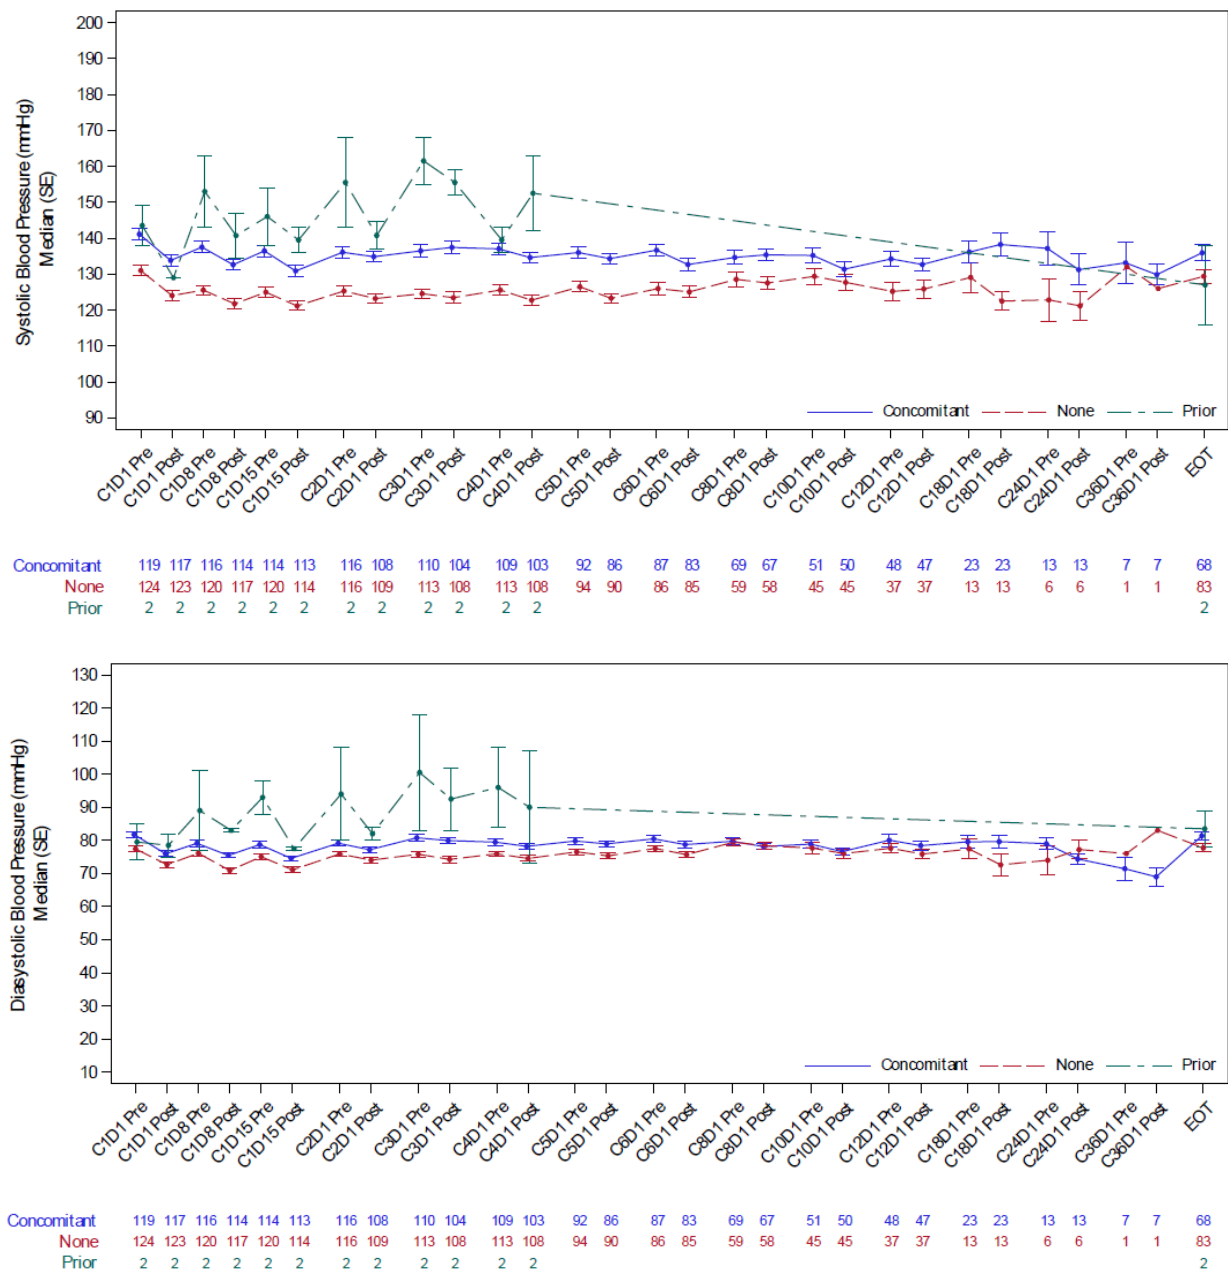 200
190
180
170
160
150
140
130
120
110
100
90
Systolic Blood Pressure (mmHg)
Median (SE)
Concomitant None Prior
C1D1 Pre C1D1 Post C1D8 Pre C1D8 Post C1D15 Pre C1D15 Post C2D1 Pre C2D1 Post C3D1 Pre C3D1 Post C4D1 Pre C4D1 Post C5D1 Pre C5D1 Post C6D1 Pre C6D1 Post C8D1 Pre C8D1 Post C10D1 Pre C10D1 Post C12D1 Pre C12D1 Post C18D1 Pre C18D1 Post C24D1 Pre C24D1 Post C36D1 Pre C36D1 Post EOT
Concomitant 119 117 116 114 114 113 116 108 110 104 109 103 92 86 87 83 69 67 51 50 48 47 23 23 13 13 7 7 68
None 124 123 120 117 120 114 116 109 113 108 113 108 94 90 86 85 59 58 45 45 37 37 13 13 6 6 1 1 83
Prior 2 2 2 2 2 2 2 2 2 2 2 2 2
130
120
110
100
90
80
70
60
50
40
30
20
10
Diasystolic Blood Pressure (mmHg)
Median (SE)
Concomitant None Prior
C1D1 Pre C1D1 Post C1D8 Pre C1D8 Post C1D15 Pre C1D15 Post C2D1 Pre C2D1 Post C3D1 Pre C3D1 Post C4D1 Pre C4D1 Post C5D1 Pre C5D1 Post C6D1 Pre C6D1 Post C8D1 Pre C8D1 Post C10D1 Pre C10D1 Post C12D1 Pre C12D1 Post C18D1 Pre C18D1 Post C24D1 Pre C24D1 Post C36D1 Pre C36D1 Post EOT
Concomitant 119 117 116 114 114 113 116 108 110 104 109 103 92 86 87 83 69 67 51 50 48 47 23 23 13 13 7 7 68
None 124 123 120 117 120 114 116 109 113 108 113 108 94 90 86 85 59 58 45 45 37 37 13 13 6 6 1 1 83
Prior 2 2 2 2 2 2 2 2 2 2 2 2 2